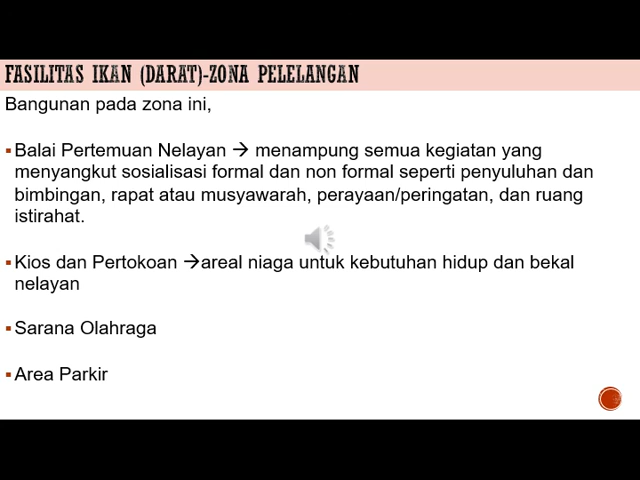 FASILITAS IKAN (DARAT)-ZONA PELELANGAN
Bangunan pada zona ini,
▪Balai Pertemuan Nelayan → menampung semua kegiatan yang
menyangkut sosialisasi formal dan non formal seperti penyuluhan dan
bimbingan, rapat atau musyawarah, perayaan/peringatan, dan ruang
istirahat.
▪Kios dan Pertokoan →areal niaga untuk kebutuhan hidup dan bekal
nelayan
▪Sarana Olahraga
▪Area Parkir